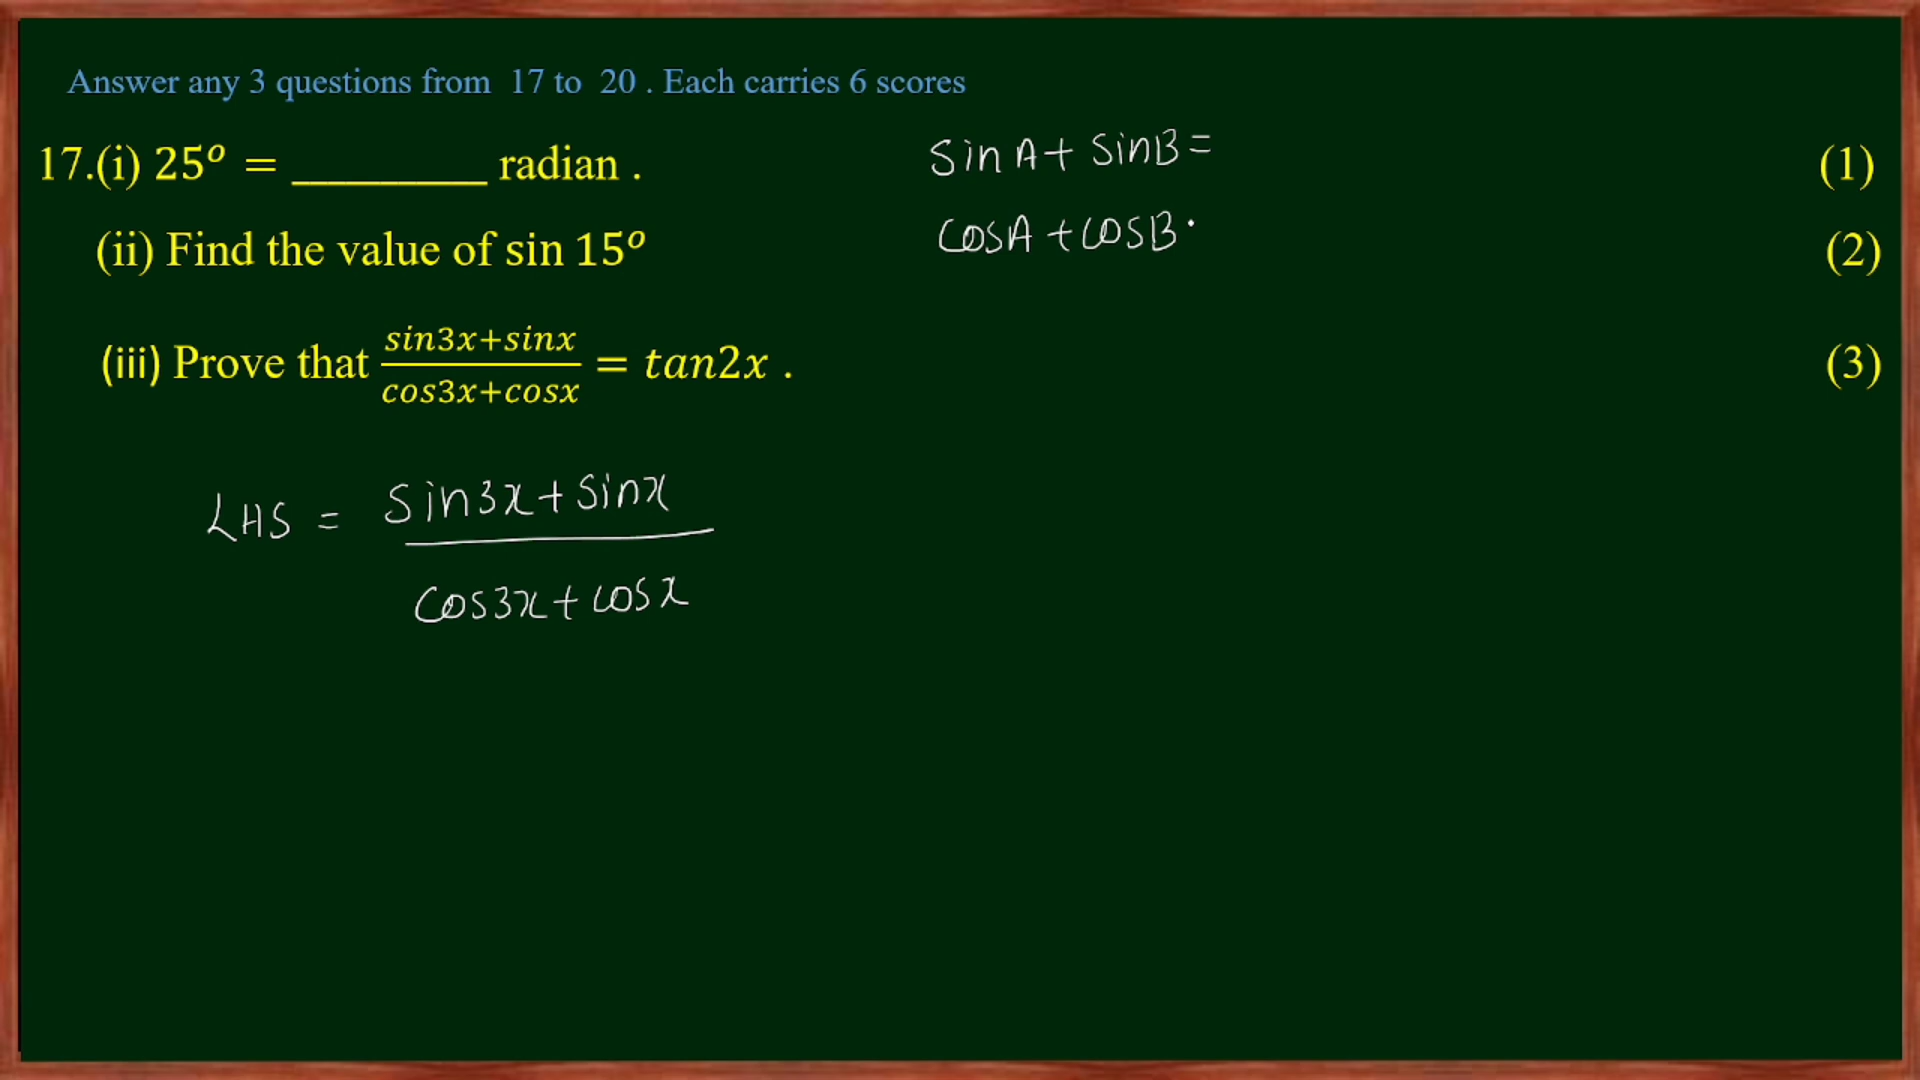 Answer any 3 questions from 17 to 20 . Each carries 6 scores
17.(i) 25° = _________ radian . (1)
sin A + sin B =
(ii) Find the value of sin 15° (2)
cos A + cos B
(iii) Prove that (sin3x+sinx)/(cos3x+cosx) = tan2x . (3)
LHS = sin3x + sinx
cos3x + cosx